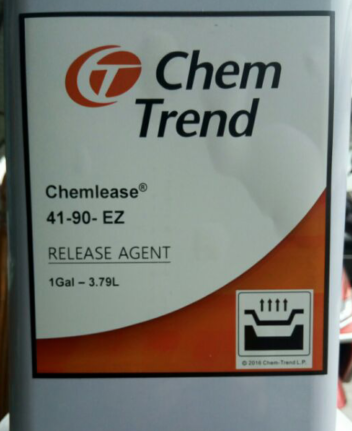 Chem
Trend
Chemlease®
41-90- EZ
RELEASE AGENT
1Gal – 3.79L
© 2016 Chem-Trend L.P.